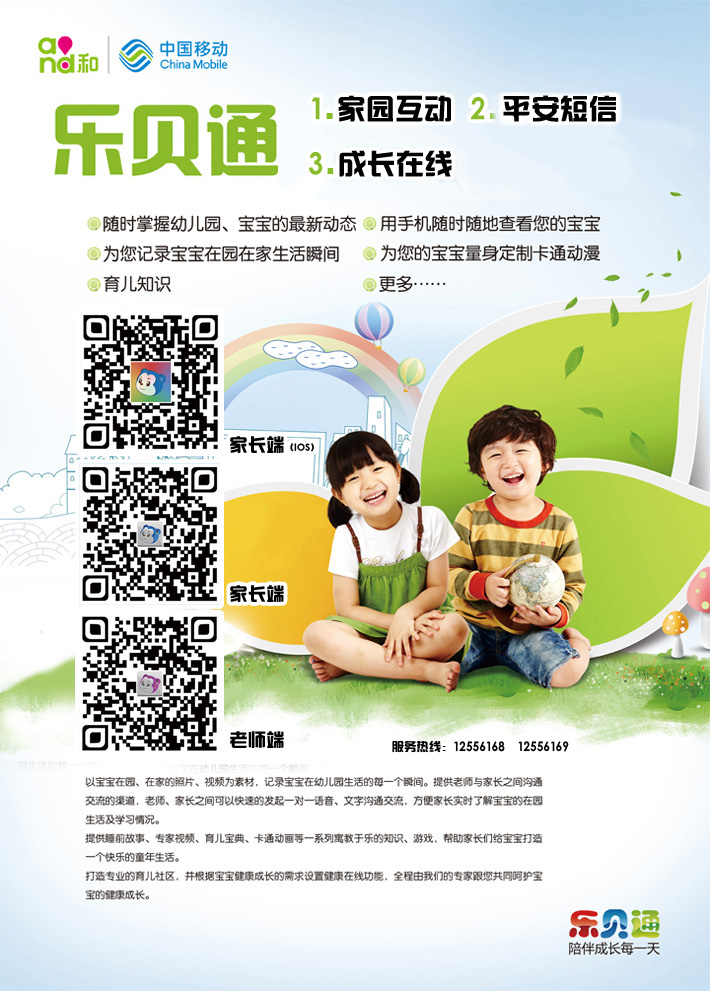 and和 中国移动
China Mobile
乐贝通
1.家园互动 2.平安短信
3.成长在线
随时掌握幼儿园、宝宝的最新动态 用手机随时随地查看您的宝宝
为您记录宝宝在园在家生活瞬间 为您的宝宝量身定制卡通动漫
育儿知识 更多……
家长端 (IOS)
家长端
老师端
服务热线：12556168 12556169
以宝宝在园、在家的照片、视频为素材，记录宝宝在幼儿园生活的每一个瞬间。提供老师与家长之间沟通
交流的渠道，老师、家长之间可以快速的发起一对一语音、文字沟通交流，方便家长实时了解宝宝的在园
生活及学习情况。
提供睡前故事、专家视频、育儿宝典、卡通动画等一系列寓教于乐的知识、游戏，帮助家长们给宝宝打造
一个快乐的童年生活。
打造专业的育儿社区，并根据宝宝健康成长的需求设置健康在线功能，全程由我们的专家跟您共同呵护宝
宝的健康成长。
乐贝通
陪伴成长每一天